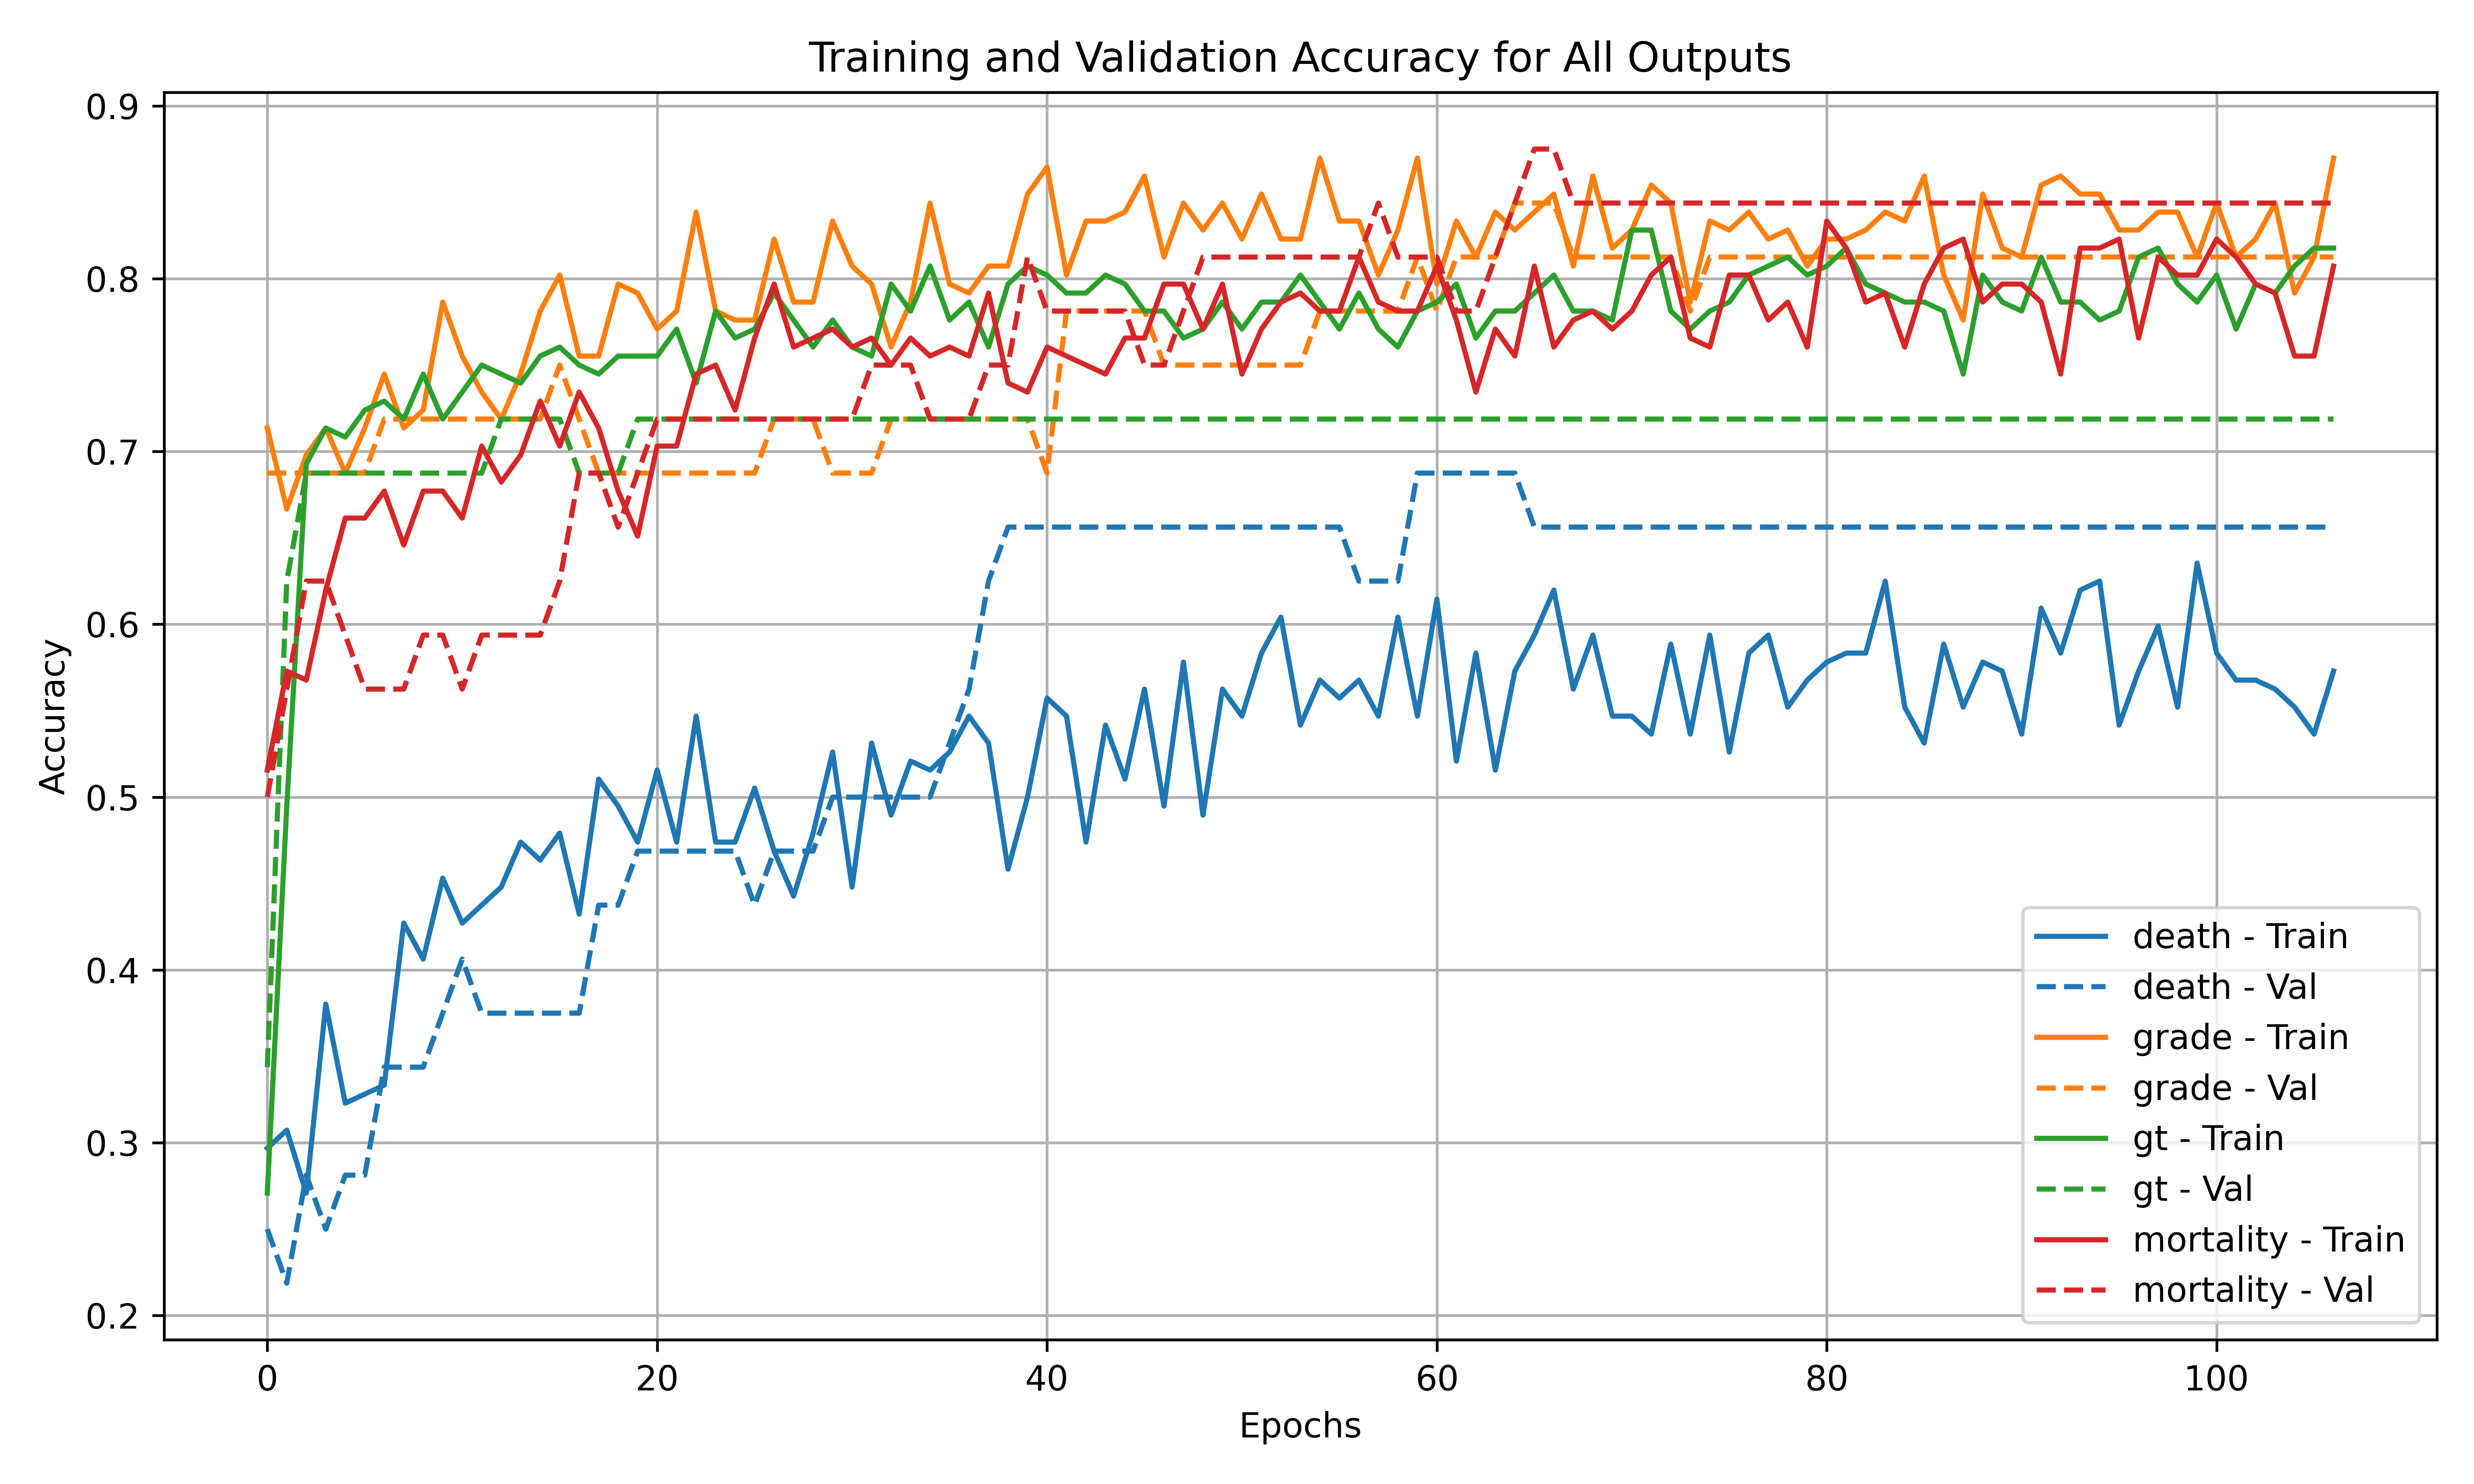 Training and Validation Accuracy for All Outputs
0.9
0.8
0.7
0.6
0.5
0.4
0.3
0.2
Accuracy
0 20 40 60 80 100
Epochs
death - Train
death - Val
grade - Train
grade - Val
gt - Train
gt - Val
mortality - Train
mortality - Val